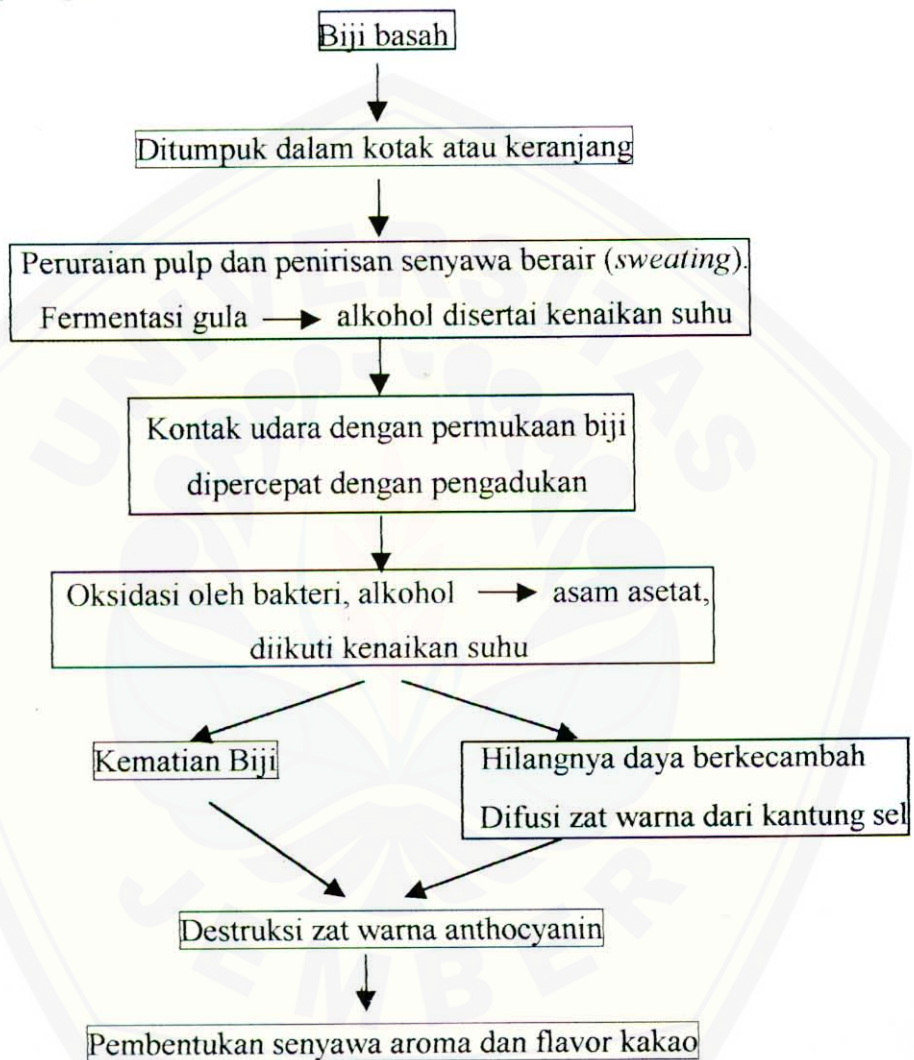 Biji basah
Ditumpuk dalam kotak atau keranjang
Peruraian pulp dan penirisan senyawa berair (sweating).
Fermentasi gula → alkohol disertai kenaikan suhu
Kontak udara dengan permukaan biji
dipercepat dengan pengadukan
Oksidasi oleh bakteri, alkohol → asam asetat,
diikuti kenaikan suhu
Kematian Biji
Hilangnya daya berkecambah
Difusi zat warna dari kantung sel
Destruksi zat warna anthocyanin
Pembentukan senyawa aroma dan flavor kakao
UNIVERSITAS
JEMBER